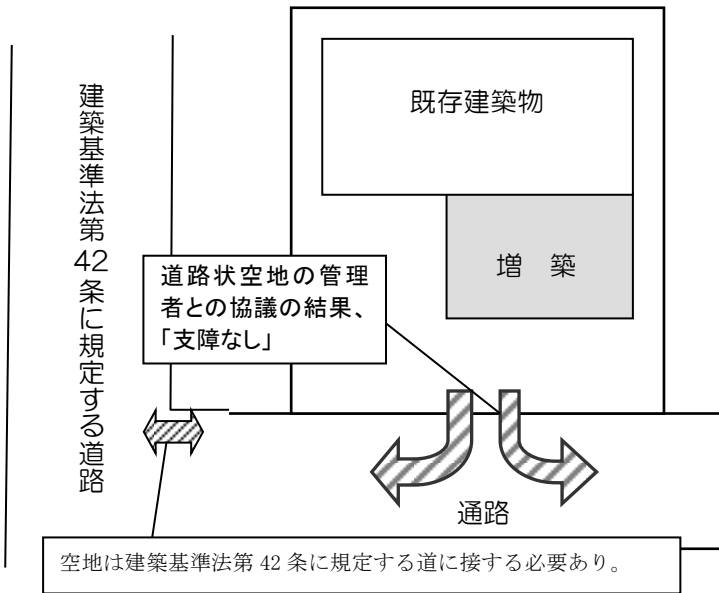 建築基準法第42条に規定する道路
既存建築物
増　築
道路状空地の管理
者との協議の結果、
「支障なし」
通路
空地は建築基準法第 42 条に規定する道に接する必要あり。